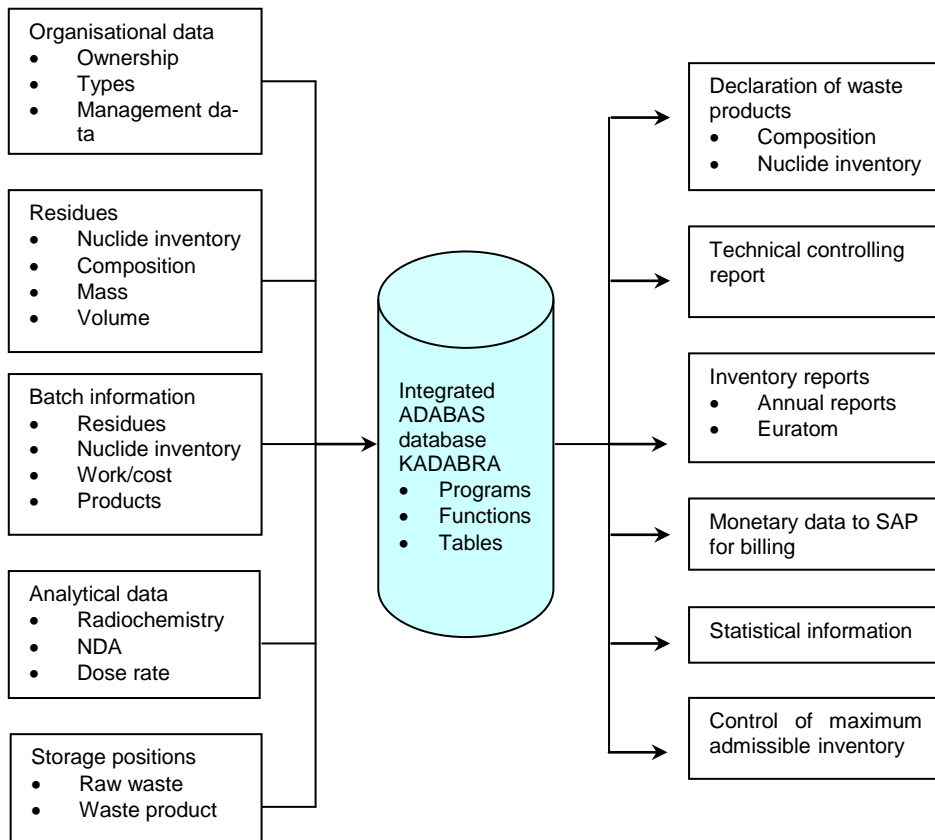 Organisational data
• Ownership
• Types
• Management da-
ta
Residues
• Nuclide inventory
• Composition
• Mass
• Volume
Batch information
• Residues
• Nuclide inventory
• Work/cost
• Products
Analytical data
• Radiochemistry
• NDA
• Dose rate
Storage positions
• Raw waste
• Waste product
Integrated
ADABAS
database
KADABRA
• Programs
• Functions
• Tables
Declaration of waste
products
• Composition
• Nuclide inventory
Technical controlling
report
Inventory reports
• Annual reports
• Euratom
Monetary data to SAP
for billing
Statistical information
Control of maximum
admissible inventory